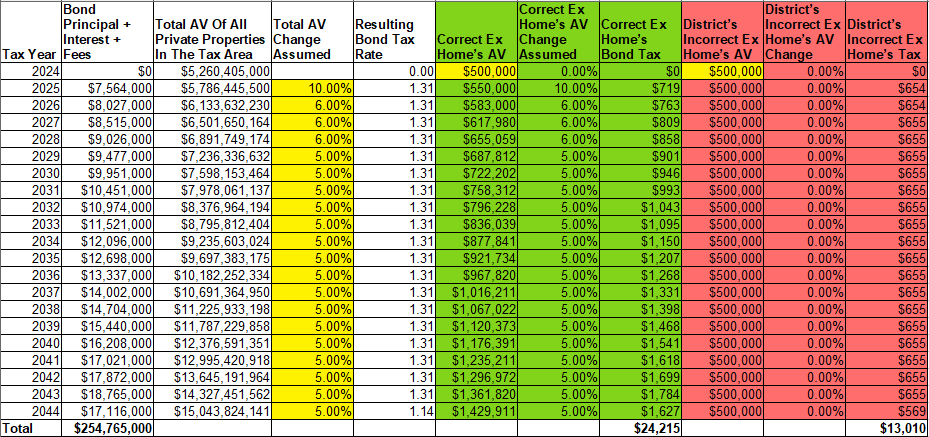 Tax Year Bond Principal + Interest + Fees Total AV Of All Private Properties In The Tax Area Total AV Change Assumed Resulting Bond Tax Rate Correct Ex Home's AV Correct Ex Home's AV Change Assumed Correct Ex Home's Bond Tax District's Incorrect Ex Home's AV District's Incorrect Ex Home's AV Change District's Incorrect Ex Home's Tax
2024 $0 $5,260,405,000 0.00 $500,000 0.00% $0 $500,000 0.00% $0
2025 $7,564,000 $5,786,445,500 10.00% 1.31 $550,000 10.00% $719 $500,000 0.00% $654
2026 $8,027,000 $6,133,632,230 6.00% 1.31 $583,000 6.00% $763 $500,000 0.00% $654
2027 $8,515,000 $6,501,650,164 6.00% 1.31 $617,980 6.00% $809 $500,000 0.00% $655
2028 $9,026,000 $6,891,749,174 6.00% 1.31 $655,059 6.00% $858 $500,000 0.00% $655
2029 $9,477,000 $7,236,336,632 5.00% 1.31 $687,812 5.00% $901 $500,000 0.00% $655
2030 $9,951,000 $7,598,153,464 5.00% 1.31 $722,202 5.00% $946 $500,000 0.00% $655
2031 $10,451,000 $7,978,061,137 5.00% 1.31 $758,312 5.00% $993 $500,000 0.00% $655
2032 $10,974,000 $8,376,964,194 5.00% 1.31 $796,228 5.00% $1,043 $500,000 0.00% $655
2033 $11,521,000 $8,795,812,404 5.00% 1.31 $836,039 5.00% $1,095 $500,000 0.00% $655
2034 $12,096,000 $9,235,603,024 5.00% 1.31 $877,841 5.00% $1,150 $500,000 0.00% $655
2035 $12,698,000 $9,697,383,175 5.00% 1.31 $921,734 5.00% $1,207 $500,000 0.00% $655
2036 $13,337,000 $10,182,252,334 5.00% 1.31 $967,820 5.00% $1,268 $500,000 0.00% $655
2037 $14,002,000 $10,691,364,950 5.00% 1.31 $1,016,211 5.00% $1,331 $500,000 0.00% $655
2038 $14,704,000 $11,225,933,198 5.00% 1.31 $1,067,022 5.00% $1,398 $500,000 0.00% $655
2039 $15,440,000 $11,787,229,858 5.00% 1.31 $1,120,373 5.00% $1,468 $500,000 0.00% $655
2040 $16,208,000 $12,376,591,351 5.00% 1.31 $1,176,391 5.00% $1,541 $500,000 0.00% $655
2041 $17,021,000 $12,995,420,918 5.00% 1.31 $1,235,211 5.00% $1,618 $500,000 0.00% $655
2042 $17,872,000 $13,645,191,964 5.00% 1.31 $1,296,972 5.00% $1,699 $500,000 0.00% $655
2043 $18,765,000 $14,327,451,562 5.00% 1.31 $1,361,820 5.00% $1,784 $500,000 0.00% $655
2044 $17,116,000 $15,043,824,141 5.00% 1.14 $1,429,911 5.00% $1,627 $500,000 0.00% $569
Total $254,765,000 $24,215 $13,010